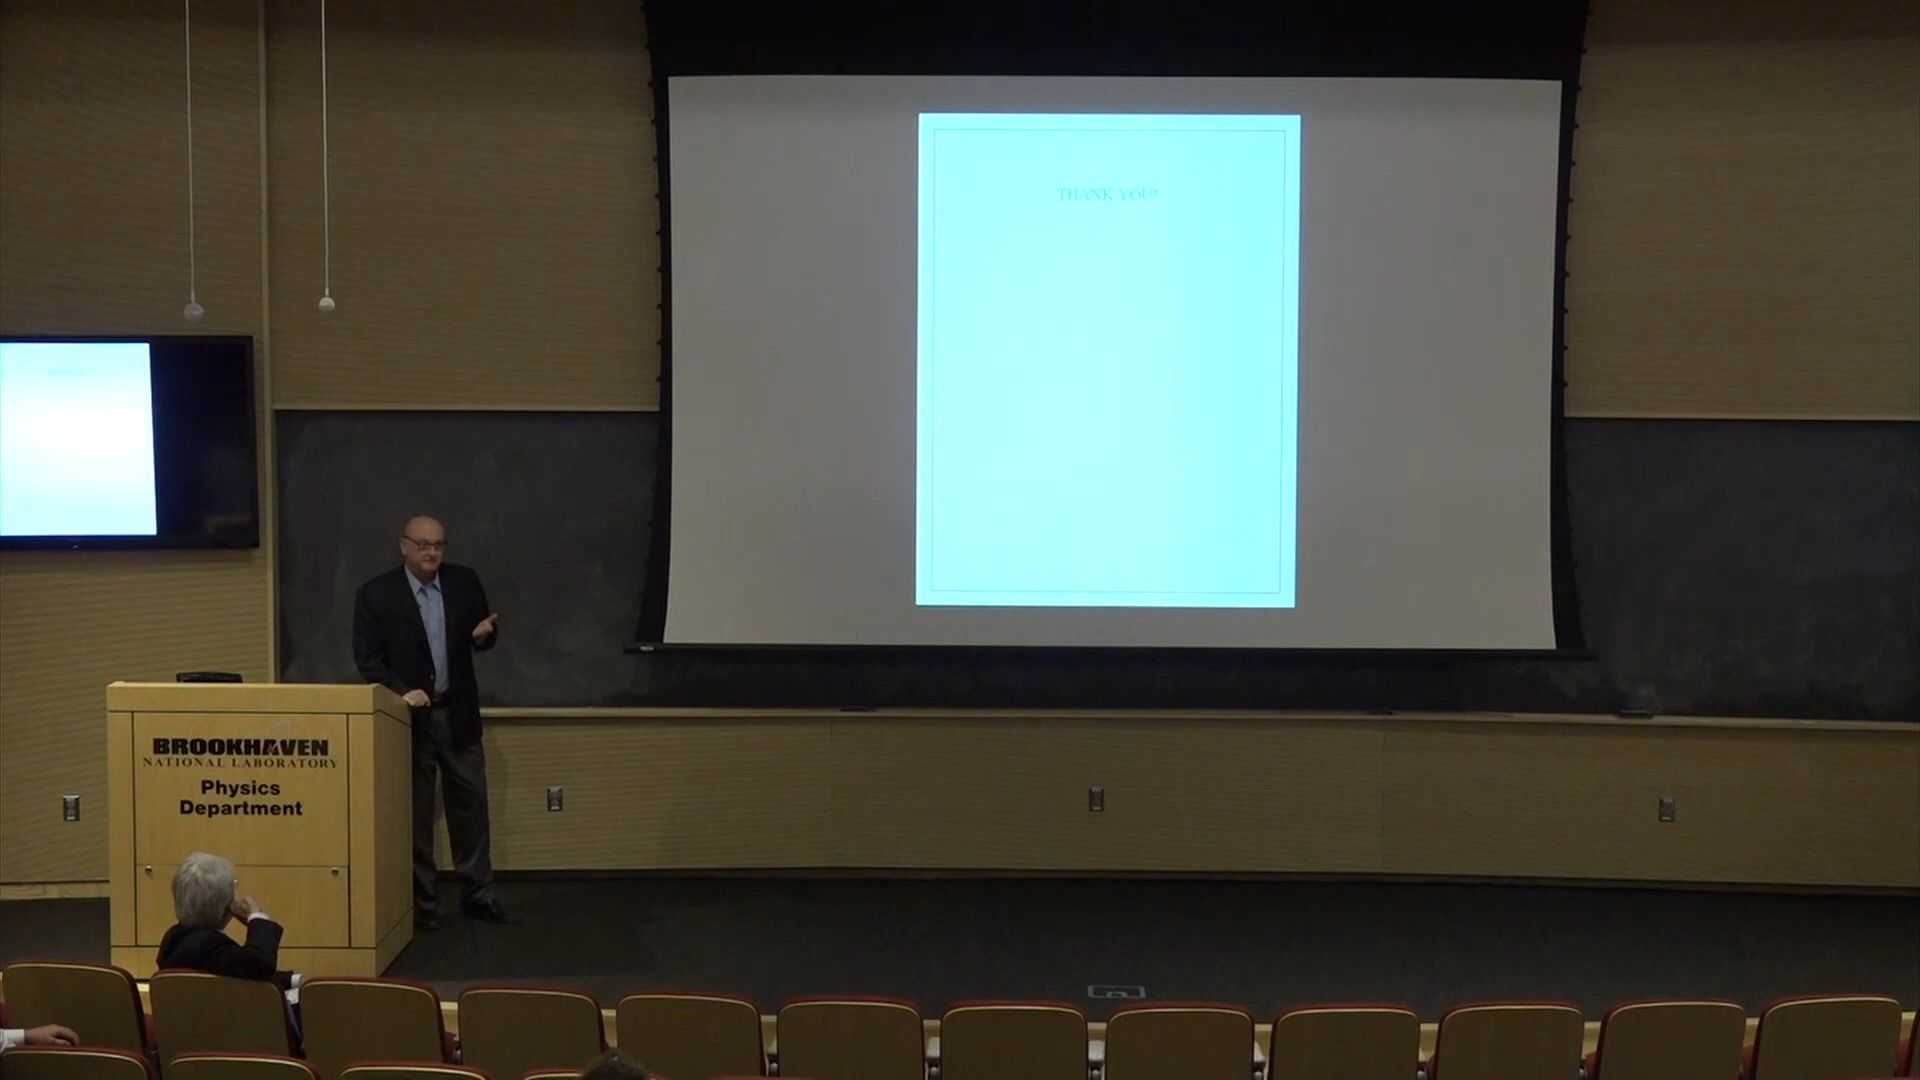 THANK YOU!
BROOKHAVEN
NATIONAL LABORATORY
Physics
Department